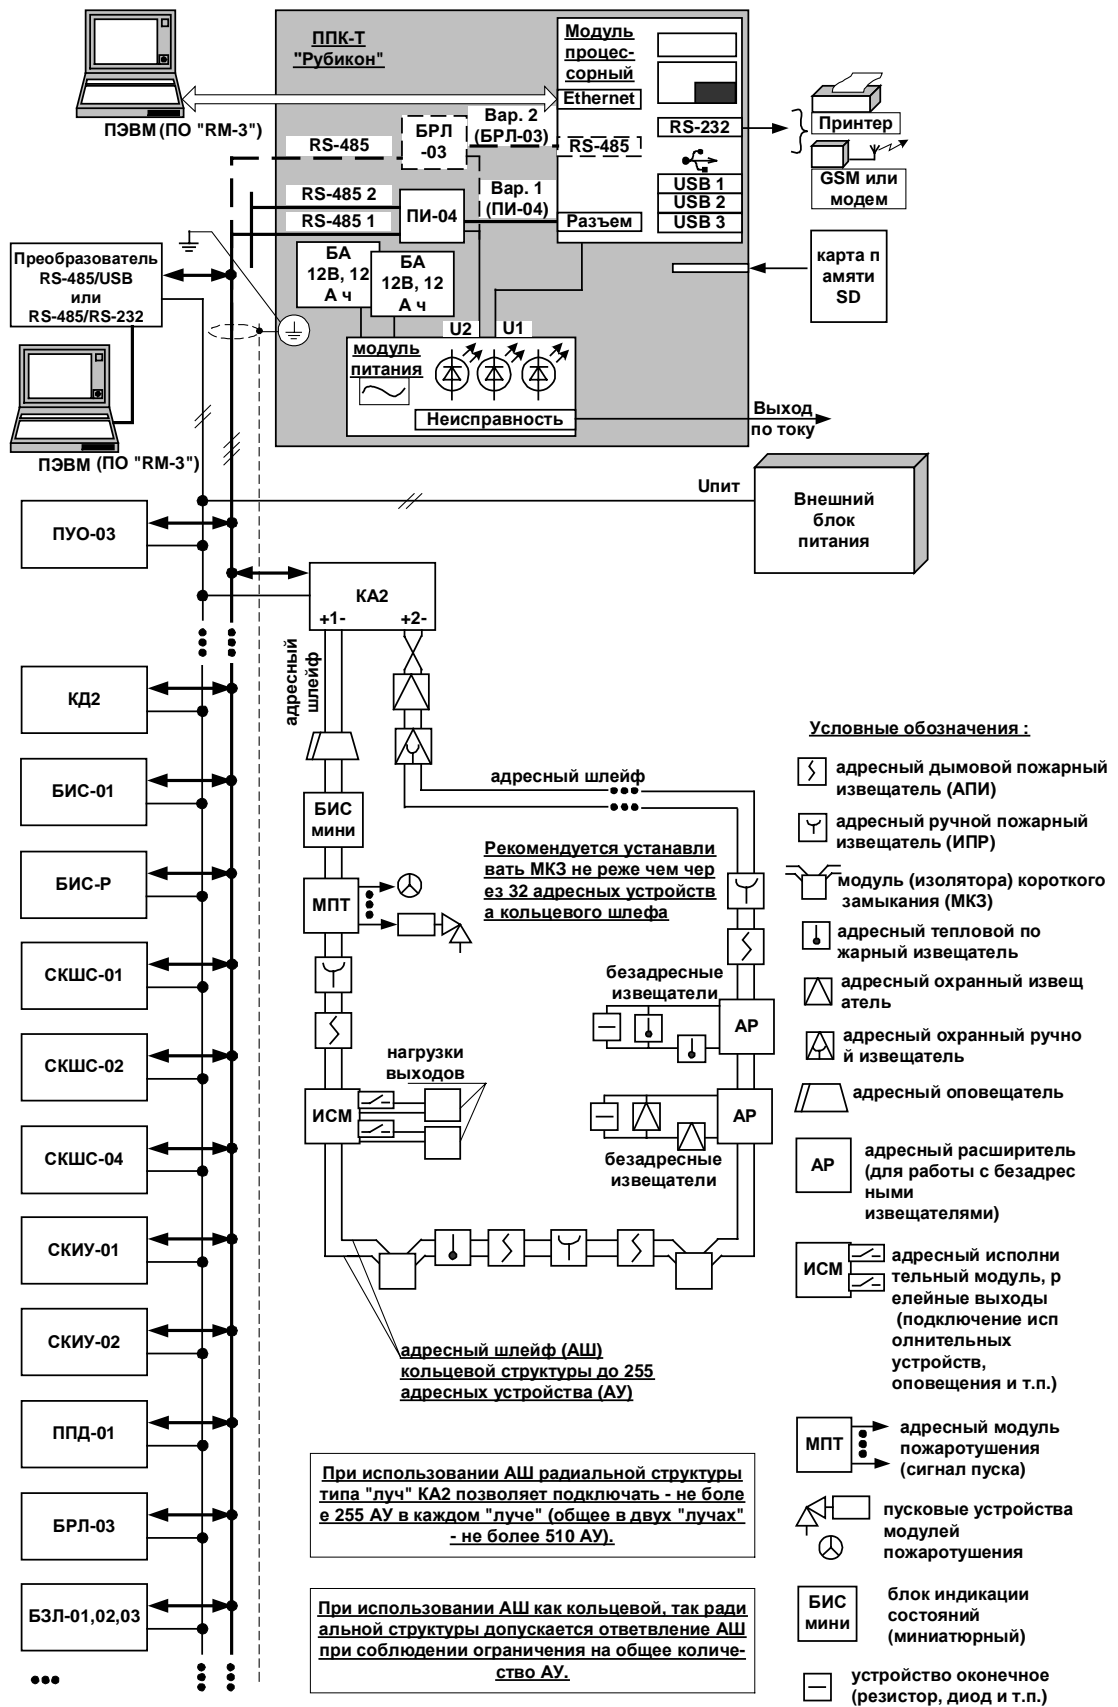 ППК-Т
"Рубикон"
Модуль
процес-
сорный
Ethernet
ПЭВМ (ПО "RM-3")
RS-485
БРЛ
-03
Вар. 2
(БРЛ-03)
RS-485
RS-232
Принтер
GSM или
модем
USB 1
USB 2
USB 3
RS-485 2
RS-485 1
ПИ-04
Вар. 1
(ПИ-04)
Разъем
Преобразователь
RS-485/USB
или
RS-485/RS-232
БА
12В, 12
А ч
БА
12В, 12
А ч
карта п
амяти
SD
U2
U1
модуль
питания
Неисправность
Выход
по току
ПЭВМ (ПО "RM-3")
Uпит
Внешний
блок
питания
ПУО-03
КА2
+1-
+2-
адресный
шлейф
КД2
БИС-01
БИС-Р
СКШС-01
СКШС-02
СКШС-04
СКИУ-01
СКИУ-02
ППД-01
БРЛ-03
БЗЛ-01,02,03
БИС
мини
МПТ
ИСМ
нагрузки
выходов
адресный шлейф
Рекомендуется устанавли
вать МКЗ не реже чем чер
ез 32 адресных устройств
а кольцевого шлефа
безадресные
извещатели
АР
АР
безадресные
извещатели
адресный шлейф (АШ)
кольцевой структуры до 255
адресных устройства (АУ)
При использовании АШ радиальной структуры
типа "луч" КА2 позволяет подключать - не боле
е 255 АУ в каждом "луче" (общее в двух "лучах"
- не более 510 АУ).
При использовании АШ как кольцевой, так ради
альной структуры допускается ответвление АШ
при соблюдении ограничения на общее количе-
ство АУ.
Условные обозначения :
адресный дымовой пожарный
извещатель (АПИ)
адресный ручной пожарный
извещатель (ИПР)
модуль (изолятора) короткого
замыкания (МКЗ)
адресный тепловой по
жарный извещатель
адресный охранный извещ
атель
адресный охранный ручно
й извещатель
адресный оповещатель
АР
адресный расширитель
(для работы с безадрес
ными
извещателями)
ИСМ
адресный исполни
тельный модуль, р
елейные выходы
(подключение исп
олнительных
устройств,
оповещения и т.п.)
МПТ
адресный модуль
пожаротушения
(сигнал пуска)
пусковые устройства
модулей
пожаротушения
БИС
мини
блок индикации
состояний
(миниатюрный)
устройство оконечное
(резистор, диод и т.п.)